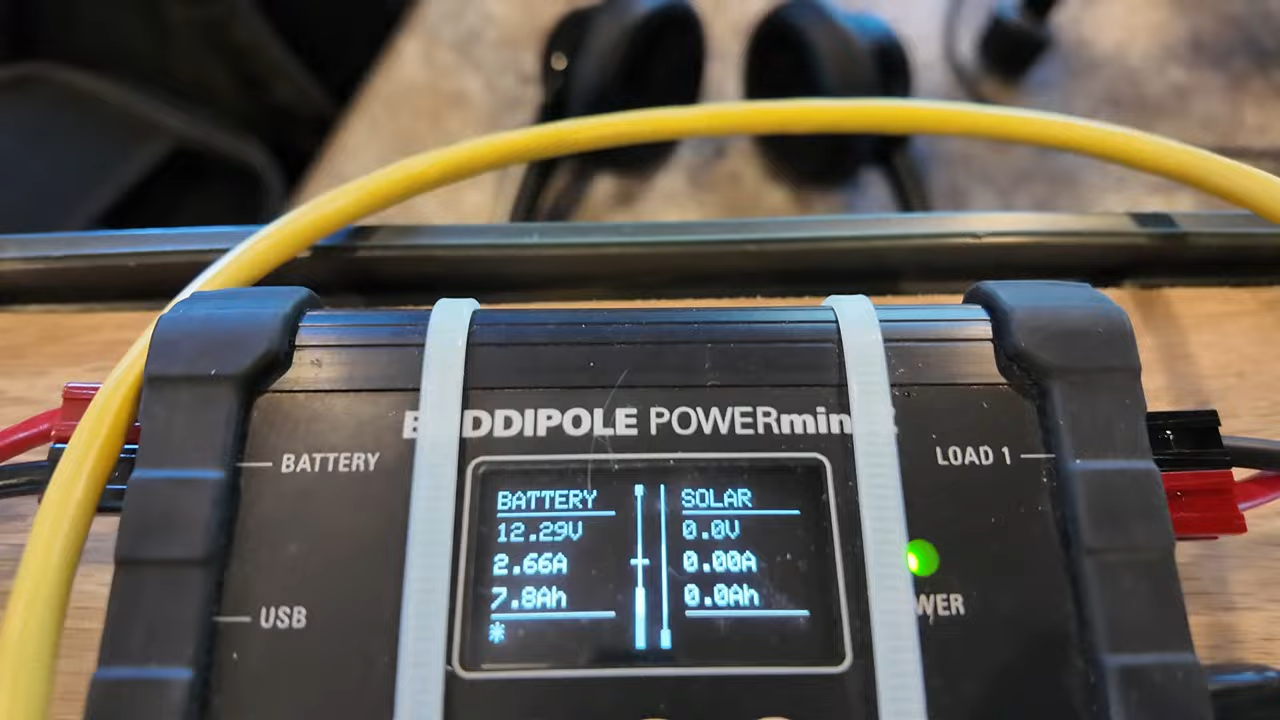 DDIPOLE POWERmin
BATTERY
LOAD 1
BATTERY
12.29V
2.66A
7.8Ah
*
SOLAR
0.0V
0.00A
0.0Ah
USB
WER